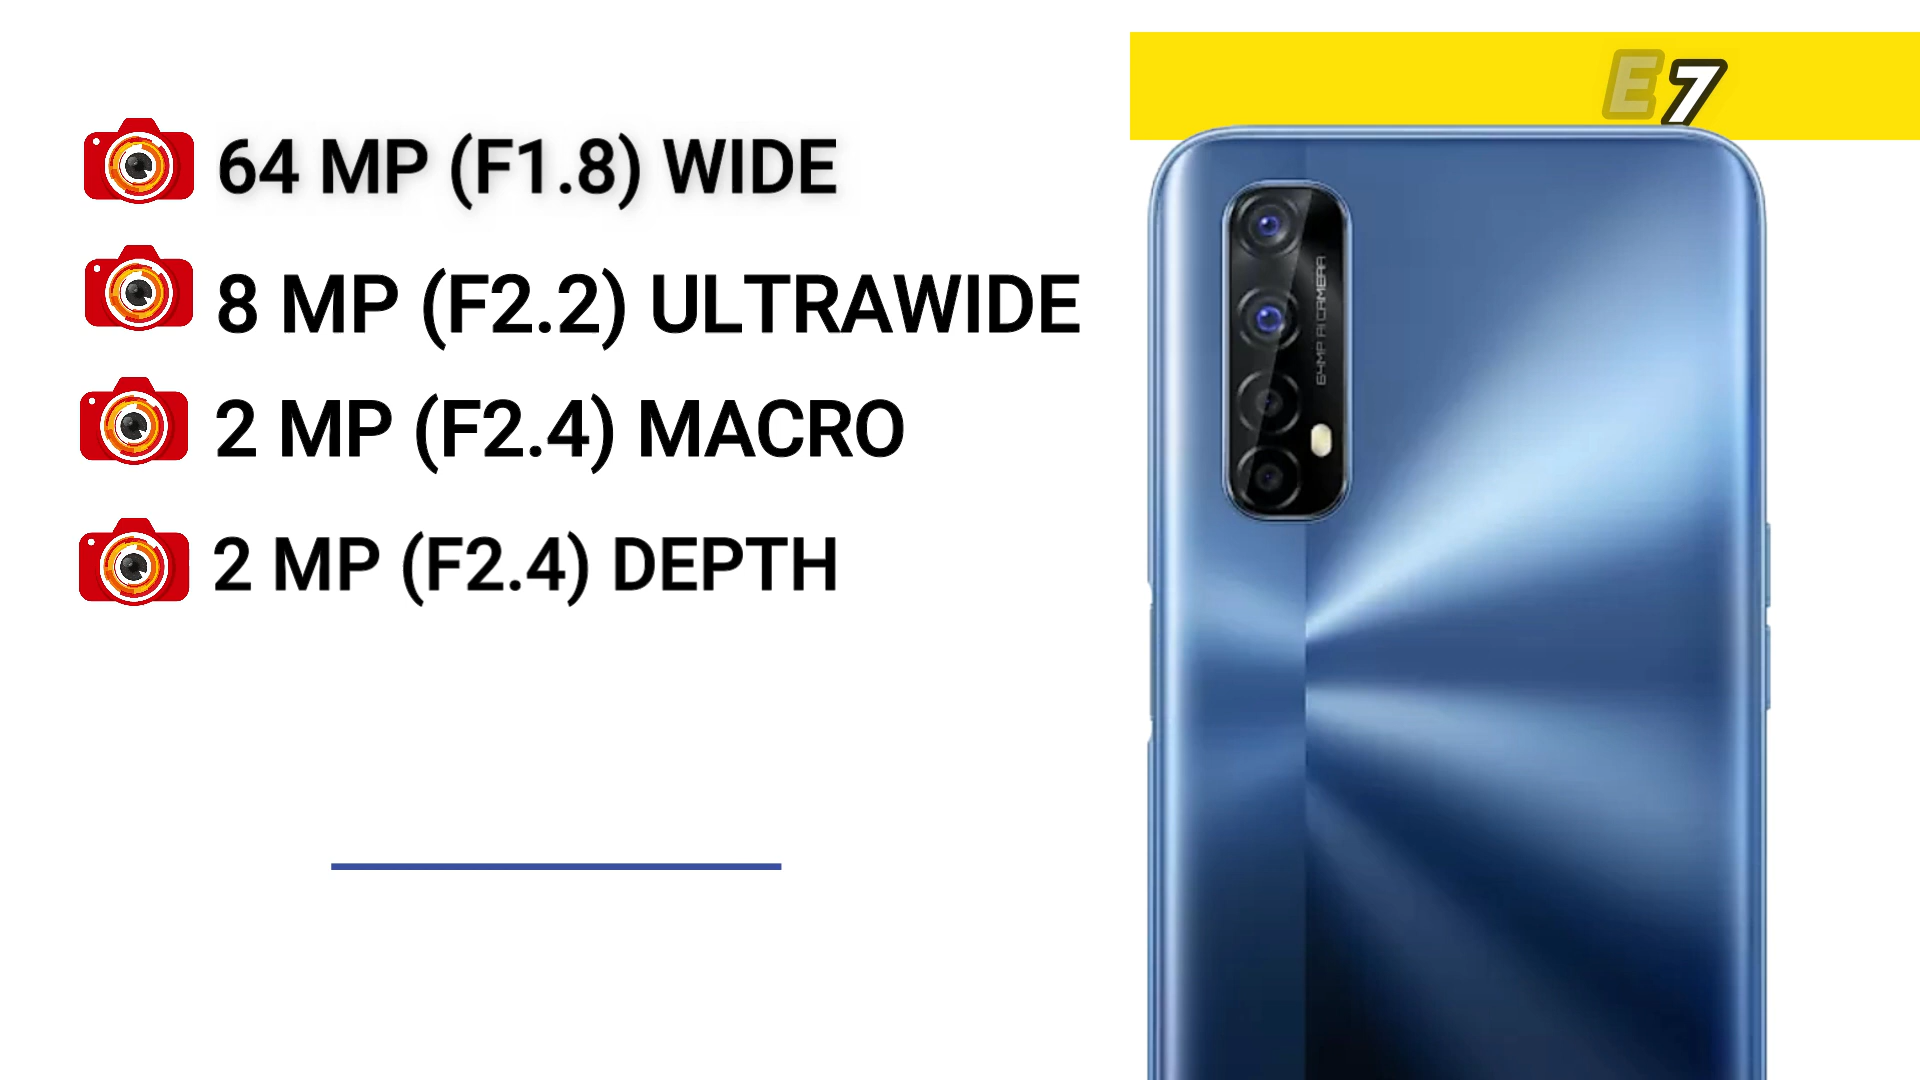 E7
64 MP (F1.8) WIDE
8 MP (F2.2) ULTRAWIDE
2 MP (F2.4) MACRO
2 MP (F2.4) DEPTH
64MP AI CAMERA